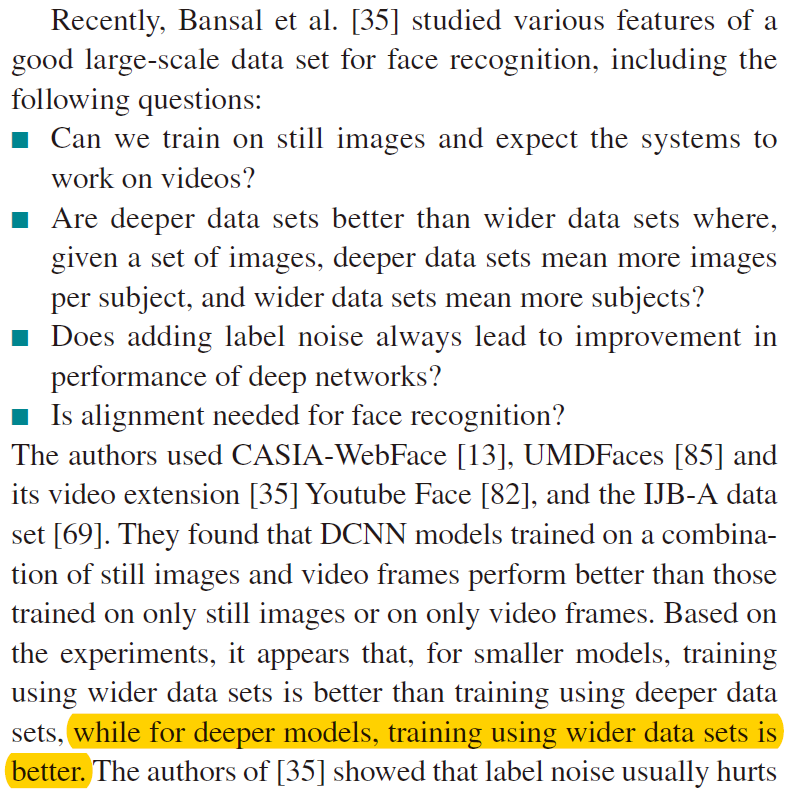 Recently, Bansal et al. [35] studied various features of a
good large-scale data set for face recognition, including the
following questions:
■ Can we train on still images and expect the systems to
work on videos?
■ Are deeper data sets better than wider data sets where,
given a set of images, deeper data sets mean more images
per subject, and wider data sets mean more subjects?
■ Does adding label noise always lead to improvement in
performance of deep networks?
■ Is alignment needed for face recognition?
The authors used CASIA-WebFace [13], UMDFaces [85] and
its video extension [35] Youtube Face [82], and the IJB-A data
set [69]. They found that DCNN models trained on a combina-
tion of still images and video frames perform better than those
trained on only still images or on only video frames. Based on
the experiments, it appears that, for smaller models, training
using wider data sets is better than training using deeper data
sets, while for deeper models, training using wider data sets is
better. The authors of [35] showed that label noise usually hurts